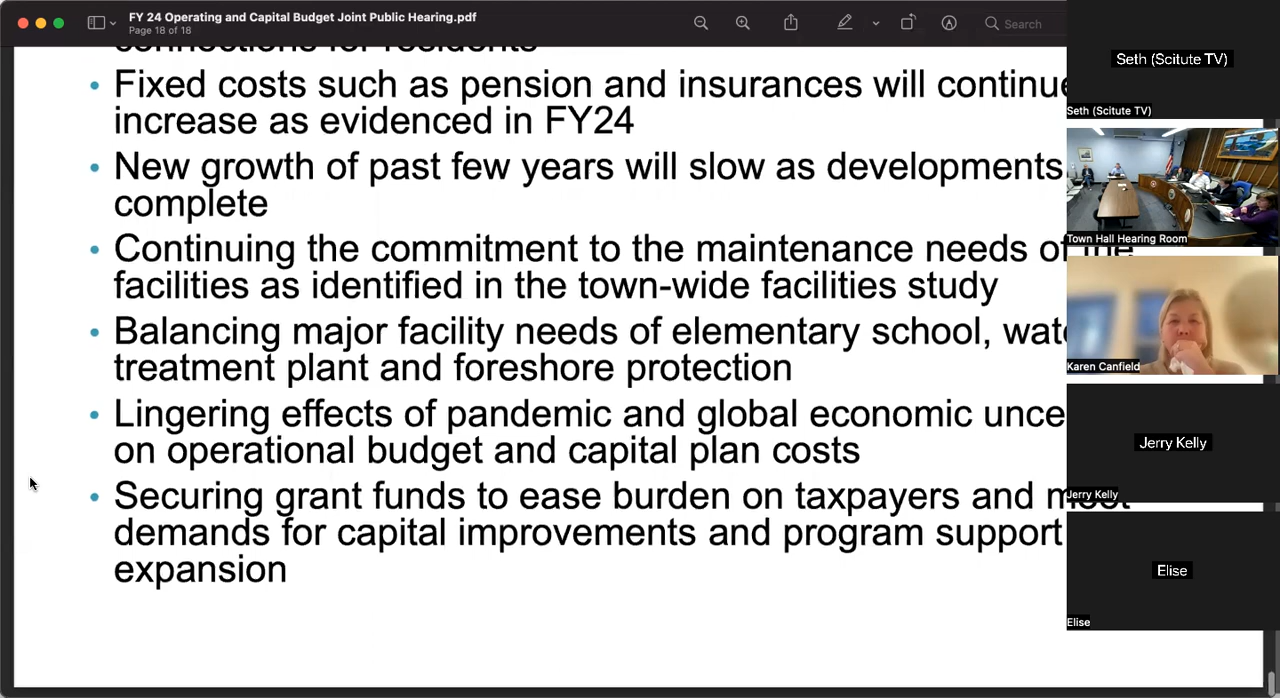 FY 24 Operating and Capital Budget Joint Public Hearing.pdf
Page 18 of 18
Search
connections for residents
• Fixed costs such as pension and insurances will continue
increase as evidenced in FY24
• New growth of past few years will slow as developments
complete
• Continuing the commitment to the maintenance needs of the
facilities as identified in the town-wide facilities study
• Balancing major facility needs of elementary school,
treatment plant and foreshore protection
• Lingering effects of pandemic and global economic
on operational budget and capital plan costs
• Securing grant funds to ease burden on taxpayers and meet
demands for capital improvements and program support
expansion
Seth (Scitute TV)
Seth (Scitute TV)
Town Hall Hearing Room
Karen Canfield
Jerry Kelly
Jerry Kelly
Elise
Elise